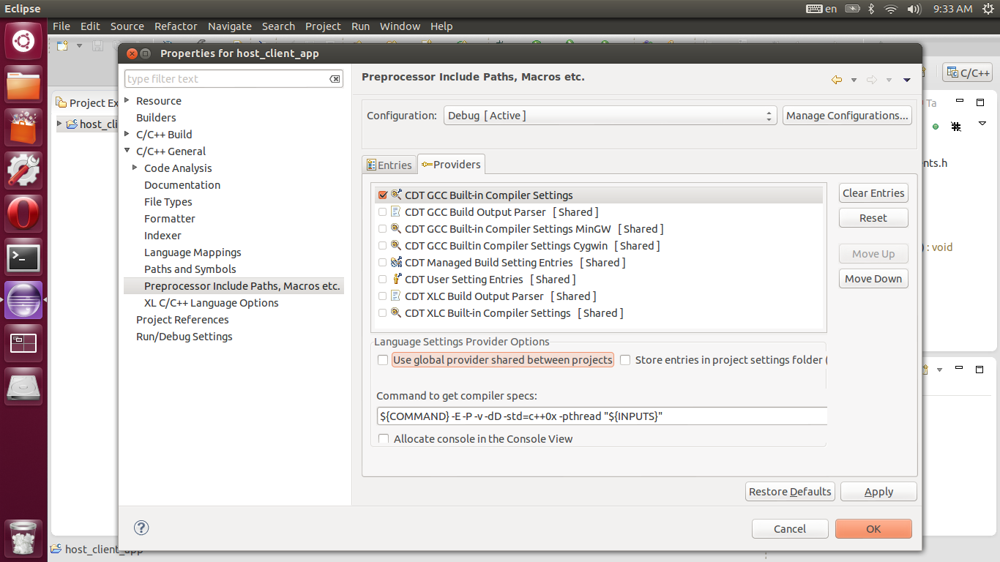 Eclipse
en
9:33 AM
File Edit Source Refactor Navigate Search Project Run Window Help
Properties for host_client_app
type filter text
Resource
Builders
C/C++ Build
C/C++ General
Code Analysis
Documentation
File Types
Formatter
Indexer
Language Mappings
Paths and Symbols
Preprocessor Include Paths, Macros etc.
XL C/C++ Language Options
Project References
Run/Debug Settings
Preprocessor Include Paths, Macros etc.
Configuration: Debug [ Active ] Manage Configurations...
Entries Providers
CDT GCC Built-in Compiler Settings
CDT GCC Build Output Parser [ Shared ]
CDT GCC Built-in Compiler Settings MinGW [ Shared ]
CDT GCC Builtin Compiler Settings Cygwin [ Shared ]
CDT Managed Build Setting Entries [ Shared ]
CDT User Setting Entries [ Shared ]
CDT XLC Build Output Parser [ Shared ]
CDT XLC Built-in Compiler Settings [ Shared ]
Clear Entries
Reset
Move Up
Move Down
Language Settings Provider Options
Use global provider shared between projects Store entries in project settings folder (
Command to get compiler specs:
${COMMAND} -E -P -v -dD -std=c++0x -pthread "${INPUTS}"
Allocate console in the Console View
Restore Defaults Apply
Cancel OK
Project Ex
host_cli
C/C++
Ta
ents.h
) : void
host_client_app